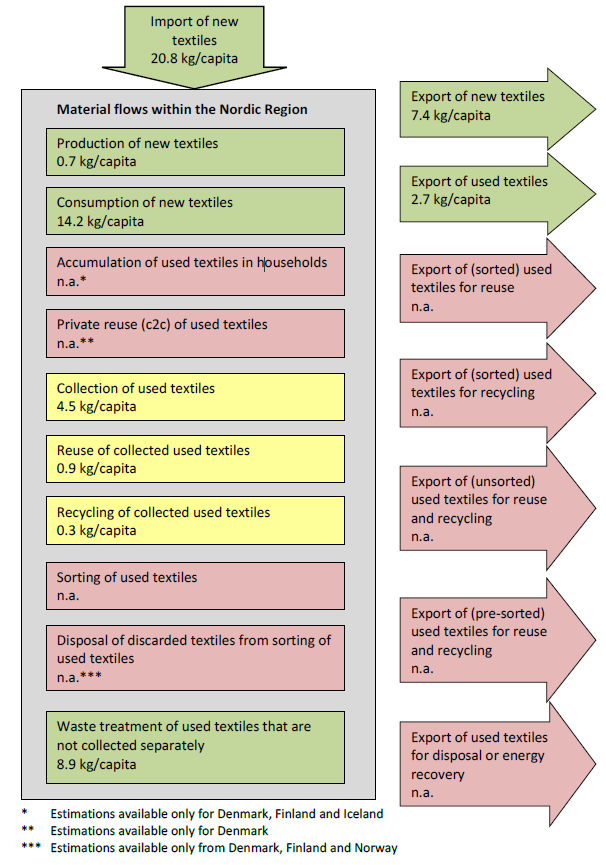 Import of new
textiles
20.8 kg/capita
Material flows within the Nordic Region
Production of new textiles
0.7 kg/capita
Consumption of new textiles
14.2 kg/capita
Accumulation of used textiles in households
n.a.*
Private reuse (c2c) of used textiles
n.a.**
Collection of used textiles
4.5 kg/capita
Reuse of collected used textiles
0.9 kg/capita
Recycling of collected used textiles
0.3 kg/capita
Sorting of used textiles
n.a.
Disposal of discarded textiles from sorting of
used textiles
n.a.***
Waste treatment of used textiles that are
not collected separately
8.9 kg/capita
Export of new textiles
7.4 kg/capita
Export of used textiles
2.7 kg/capita
Export of (sorted) used
textiles for reuse
n.a.
Export of (sorted) used
textiles for recycling
n.a.
Export of (unsorted)
used textiles for reuse
and recycling
n.a.
Export of (pre-sorted)
used textiles for reuse
and recycling
n.a.
Export of used textiles
for disposal or energy
recovery
n.a.
* Estimations available only for Denmark, Finland and Iceland
** Estimations available only for Denmark
*** Estimations available only from Denmark, Finland and Norway